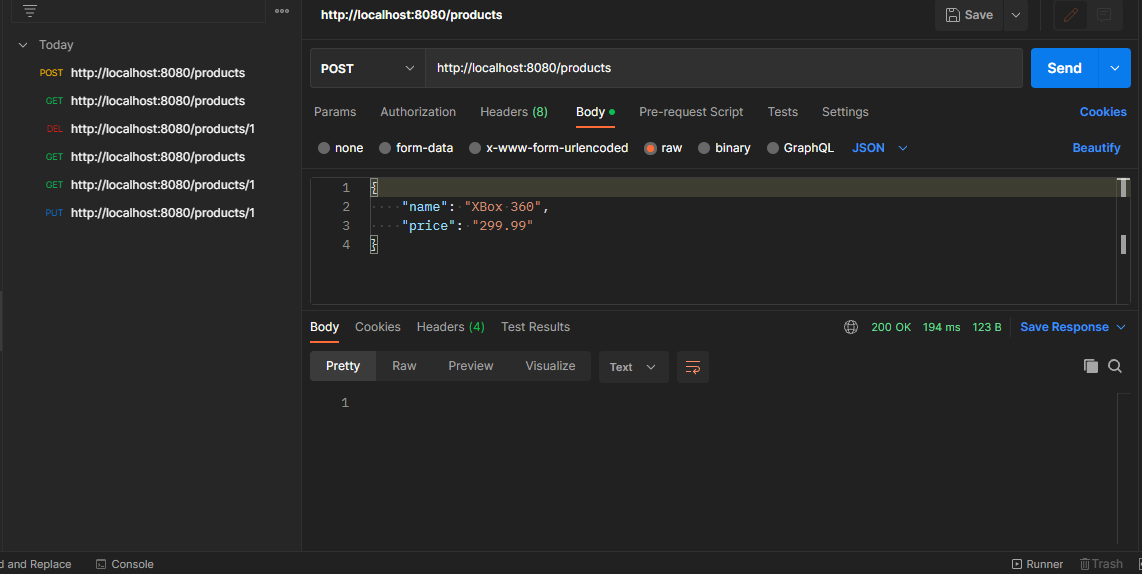 Today
POST http://localhost:8080/products
GET http://localhost:8080/products
DEL http://localhost:8080/products/1
GET http://localhost:8080/products
GET http://localhost:8080/products/1
PUT http://localhost:8080/products/1
http://localhost:8080/products
Save
POST http://localhost:8080/products Send
Params Authorization Headers (8) Body Pre-request Script Tests Settings Cookies
none form-data x-www-form-urlencoded raw binary GraphQL JSON Beautify
1 {
2 "name": "XBox 360",
3 "price": "299.99"
4 }
Body Cookies Headers (4) Test Results 200 OK 194 ms 123 B Save Response
Pretty Raw Preview Visualize Text
1
d and Replace Console Runner Trash